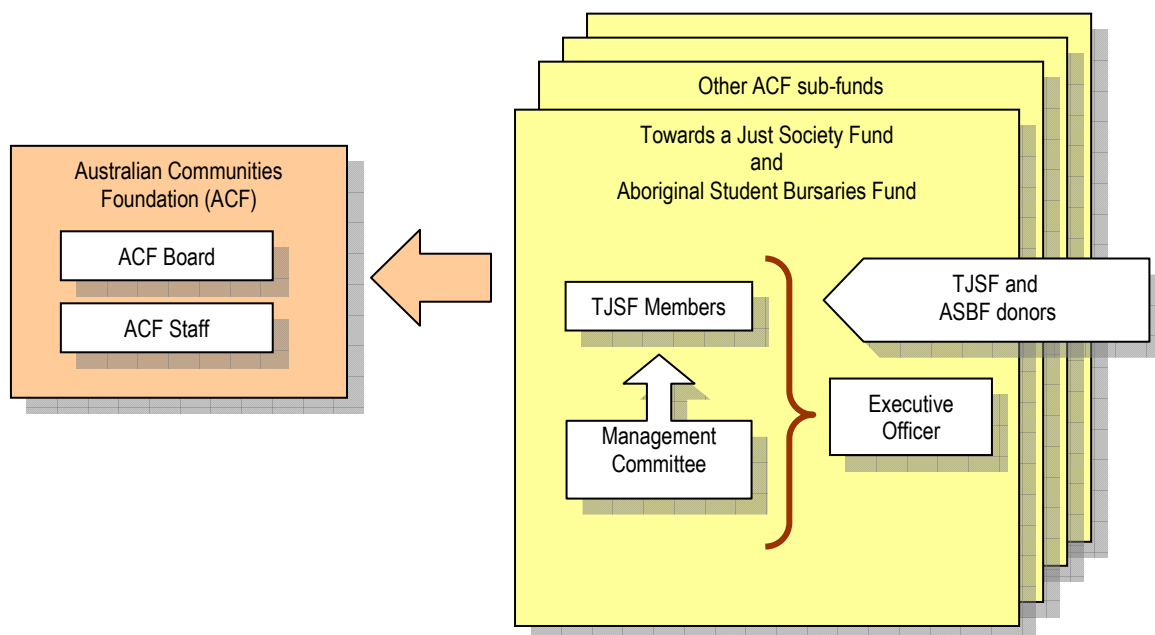 Other ACF sub-funds
Towards a Just Society Fund
and
Aboriginal Student Bursaries Fund
Australian Communities
Foundation (ACF)
ACF Board
ACF Staff
TJSF Members
Management
Committee
TJSF and
ASBF donors
Executive
Officer